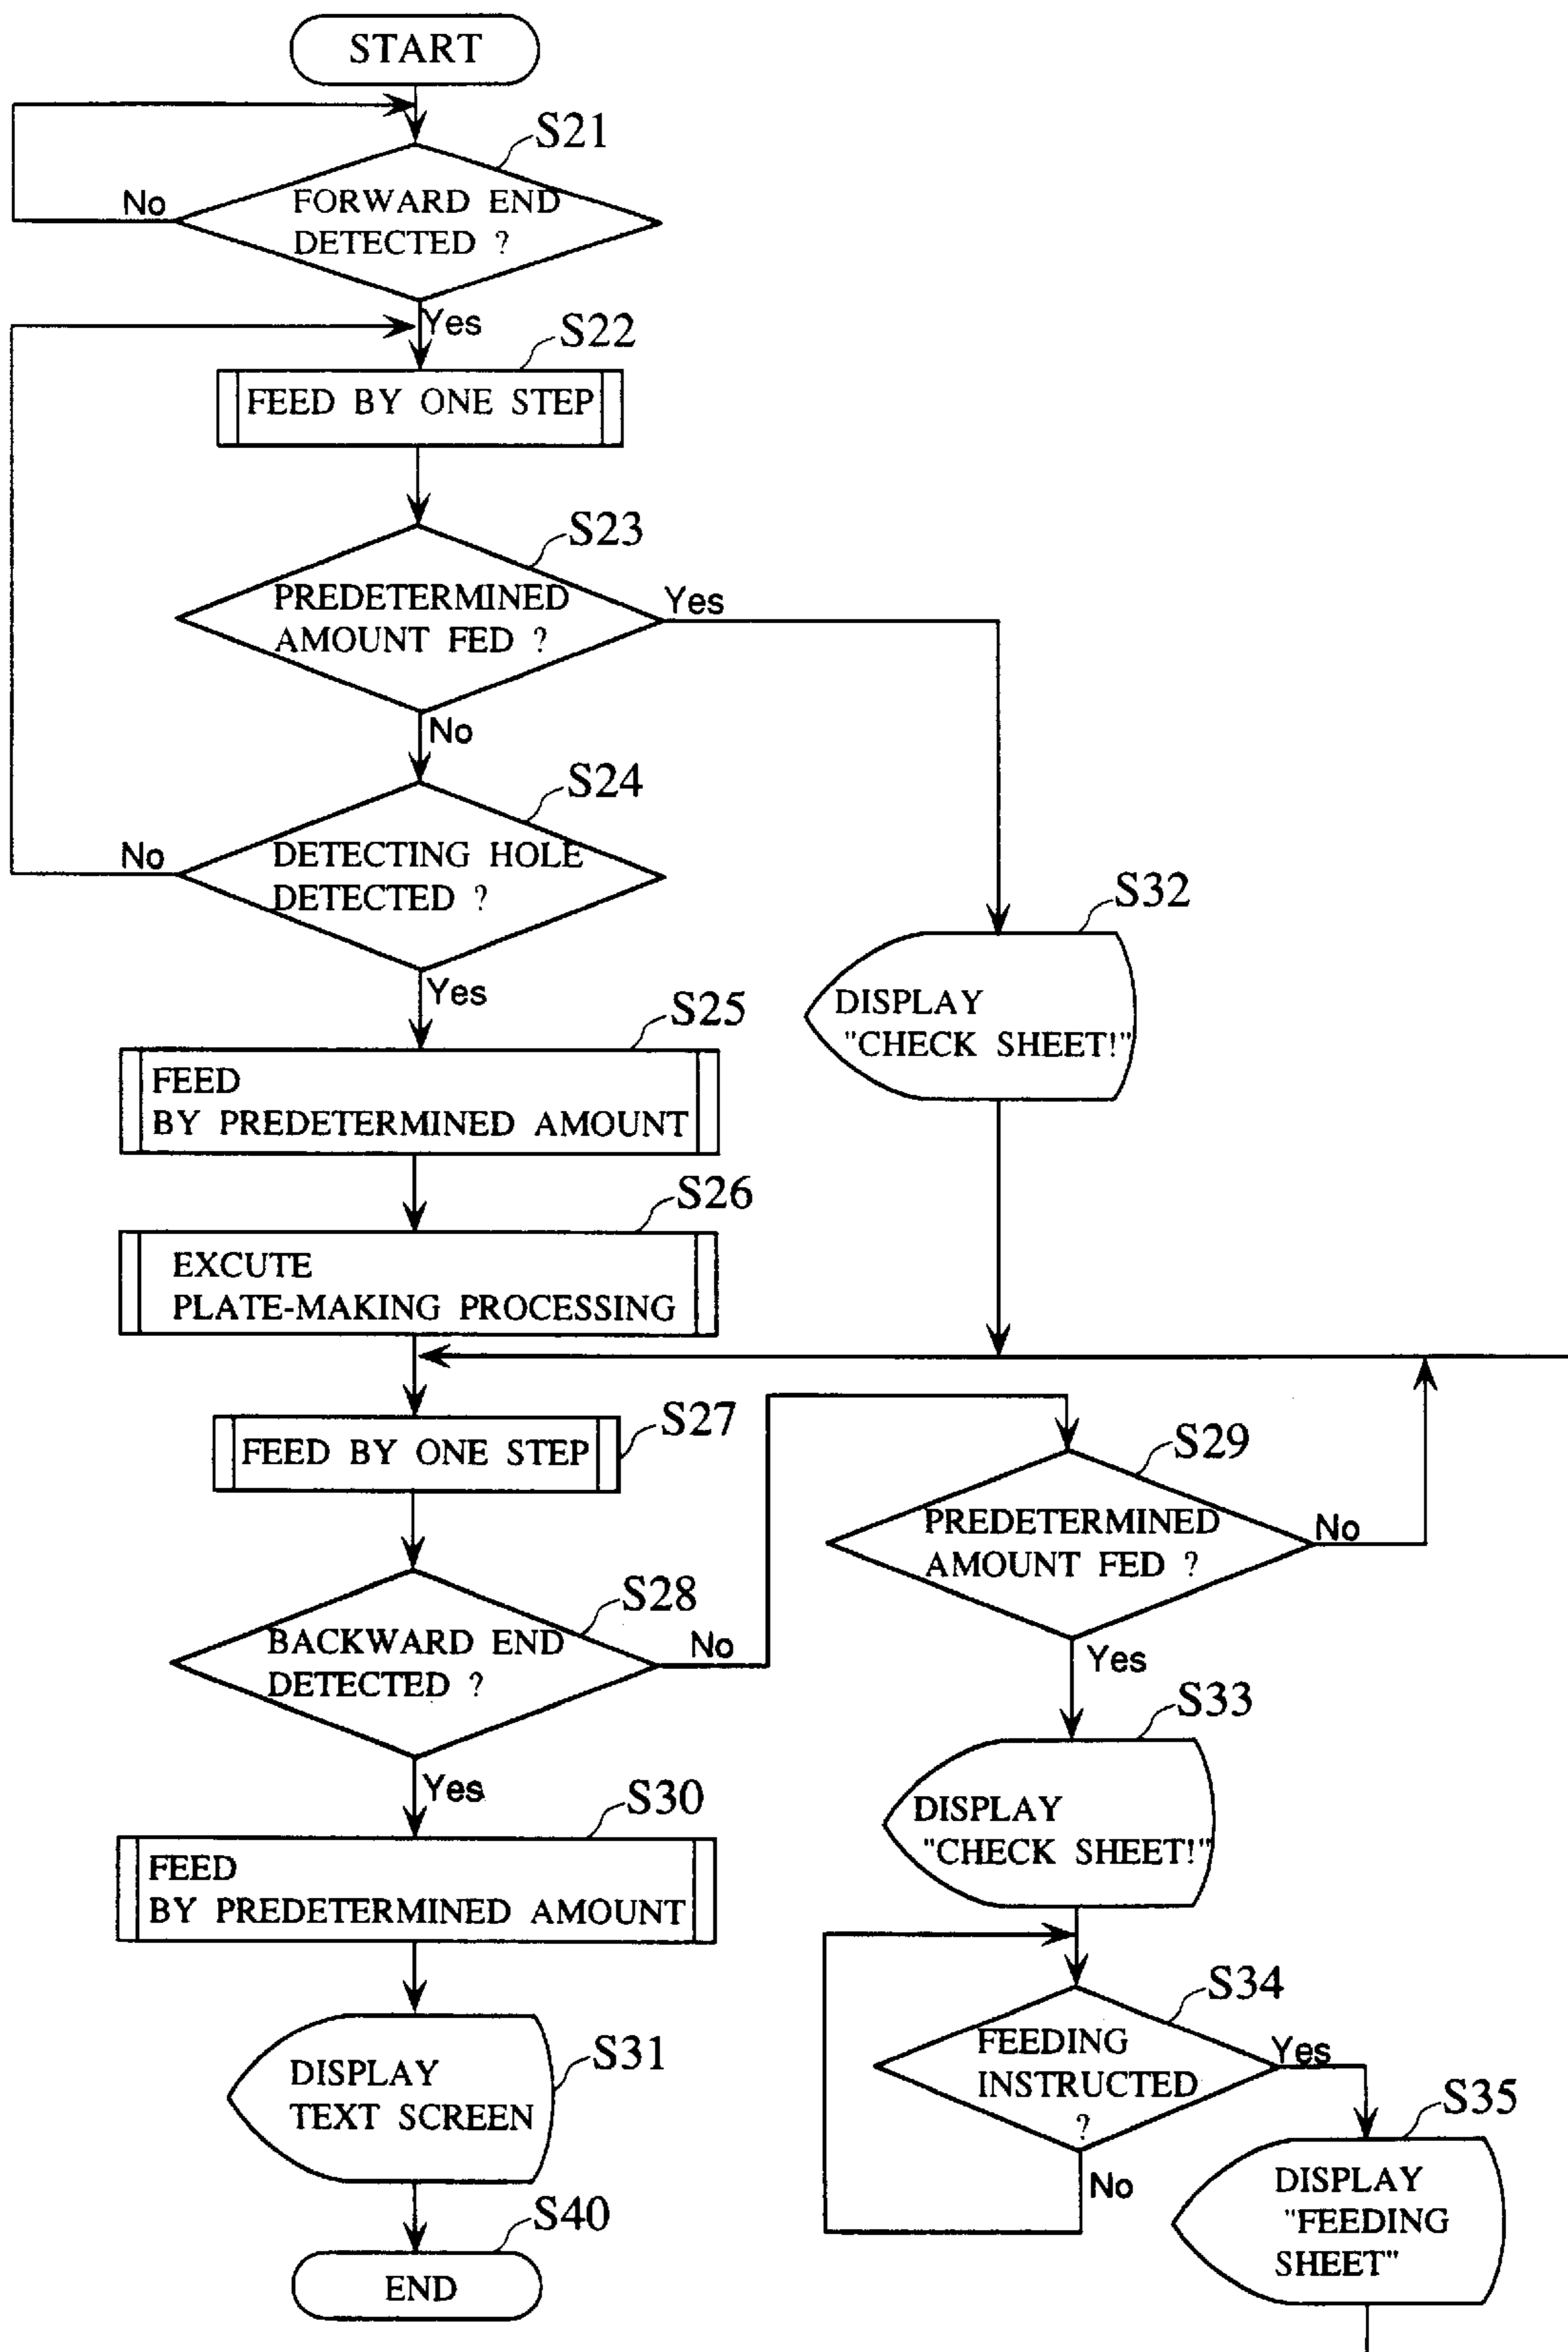 START
S21
No
FORWARD END
DETECTED ?
Yes
S22
FEED BY ONE STEP
S23
PREDETERMINED
AMOUNT FED ?
Yes
No
S24
No
DETECTING HOLE
DETECTED ?
Yes
S32
DISPLAY
"CHECK SHEET!"
S25
FEED
BY PREDETERMINED AMOUNT
S26
EXCUTE
PLATE-MAKING PROCESSING
S27
FEED BY ONE STEP
S29
PREDETERMINED
AMOUNT FED ?
No
Yes
S28
BACKWARD END
DETECTED ?
No
Yes
S33
DISPLAY
"CHECK SHEET!"
S30
FEED
BY PREDETERMINED AMOUNT
S34
FEEDING
INSTRUCTED
?
Yes
No
S31
DISPLAY
TEXT SCREEN
S35
DISPLAY
"FEEDING
SHEET"
S40
END